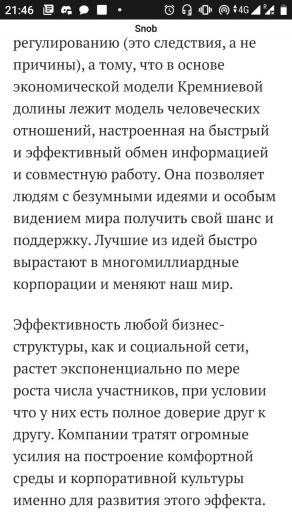 21:46
4G
Snob
регулированию (это следствия, а не
причины), а тому, что в основе
экономической модели Кремниевой
долины лежит модель человеческих
отношений, настроенная на быстрый
и эффективный обмен информацией
и совместную работу. Она позволяет
людям с безумными идеями и особым
видением мира получить свой шанс и
поддержку. Лучшие из идей быстро
вырастают в многомиллиардные
корпорации и меняют наш мир.
Эффективность любой бизнес-
структуры, как и социальной сети,
растет экспоненциально по мере
роста числа участников, при условии
что у них есть полное доверие друг к
другу. Компании тратят огромные
усилия на построение комфортной
среды и корпоративной культуры
именно для развития этого эффекта.